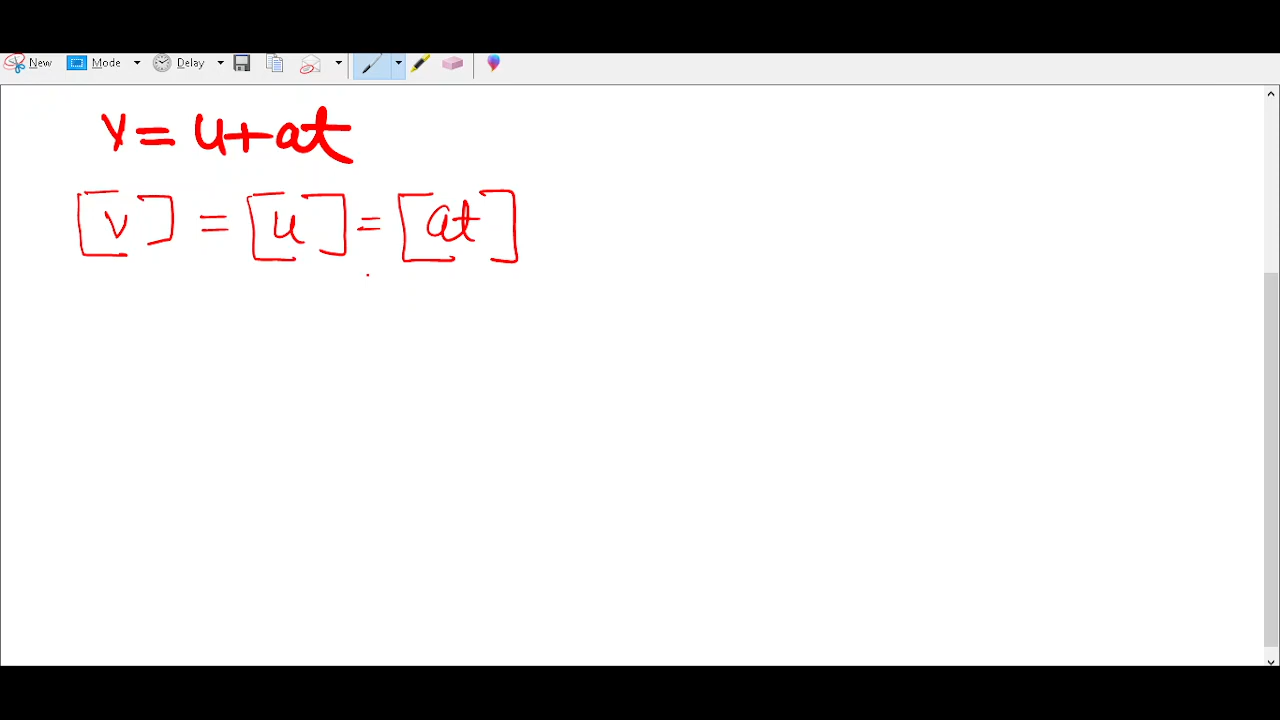 New Mode Delay
v = u + at
[v] = [u] = [at]